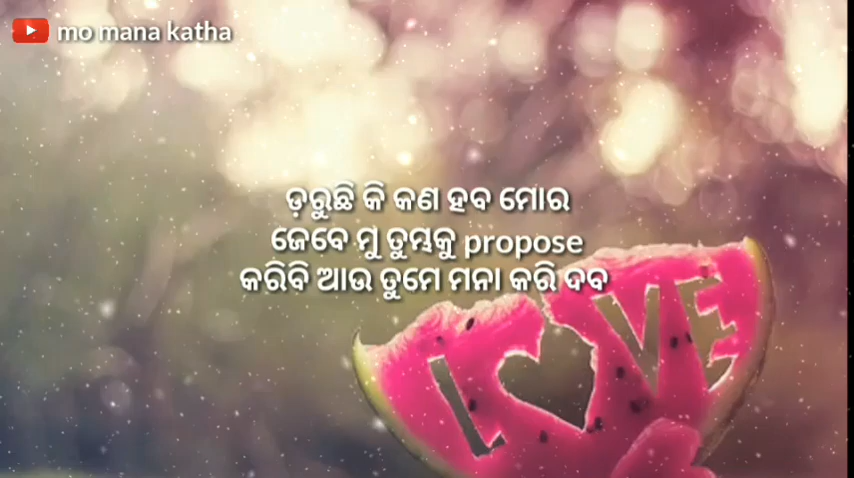 mo mana katha
ଡ଼ରୁଛି କି କଣ ହବ ମୋର
ଜେବେ ମୁ ତୁମ୍ଭକୁ propose
କରିବି ଆଉ ତୁମେ ମନା କରି ଦବ
LOVE